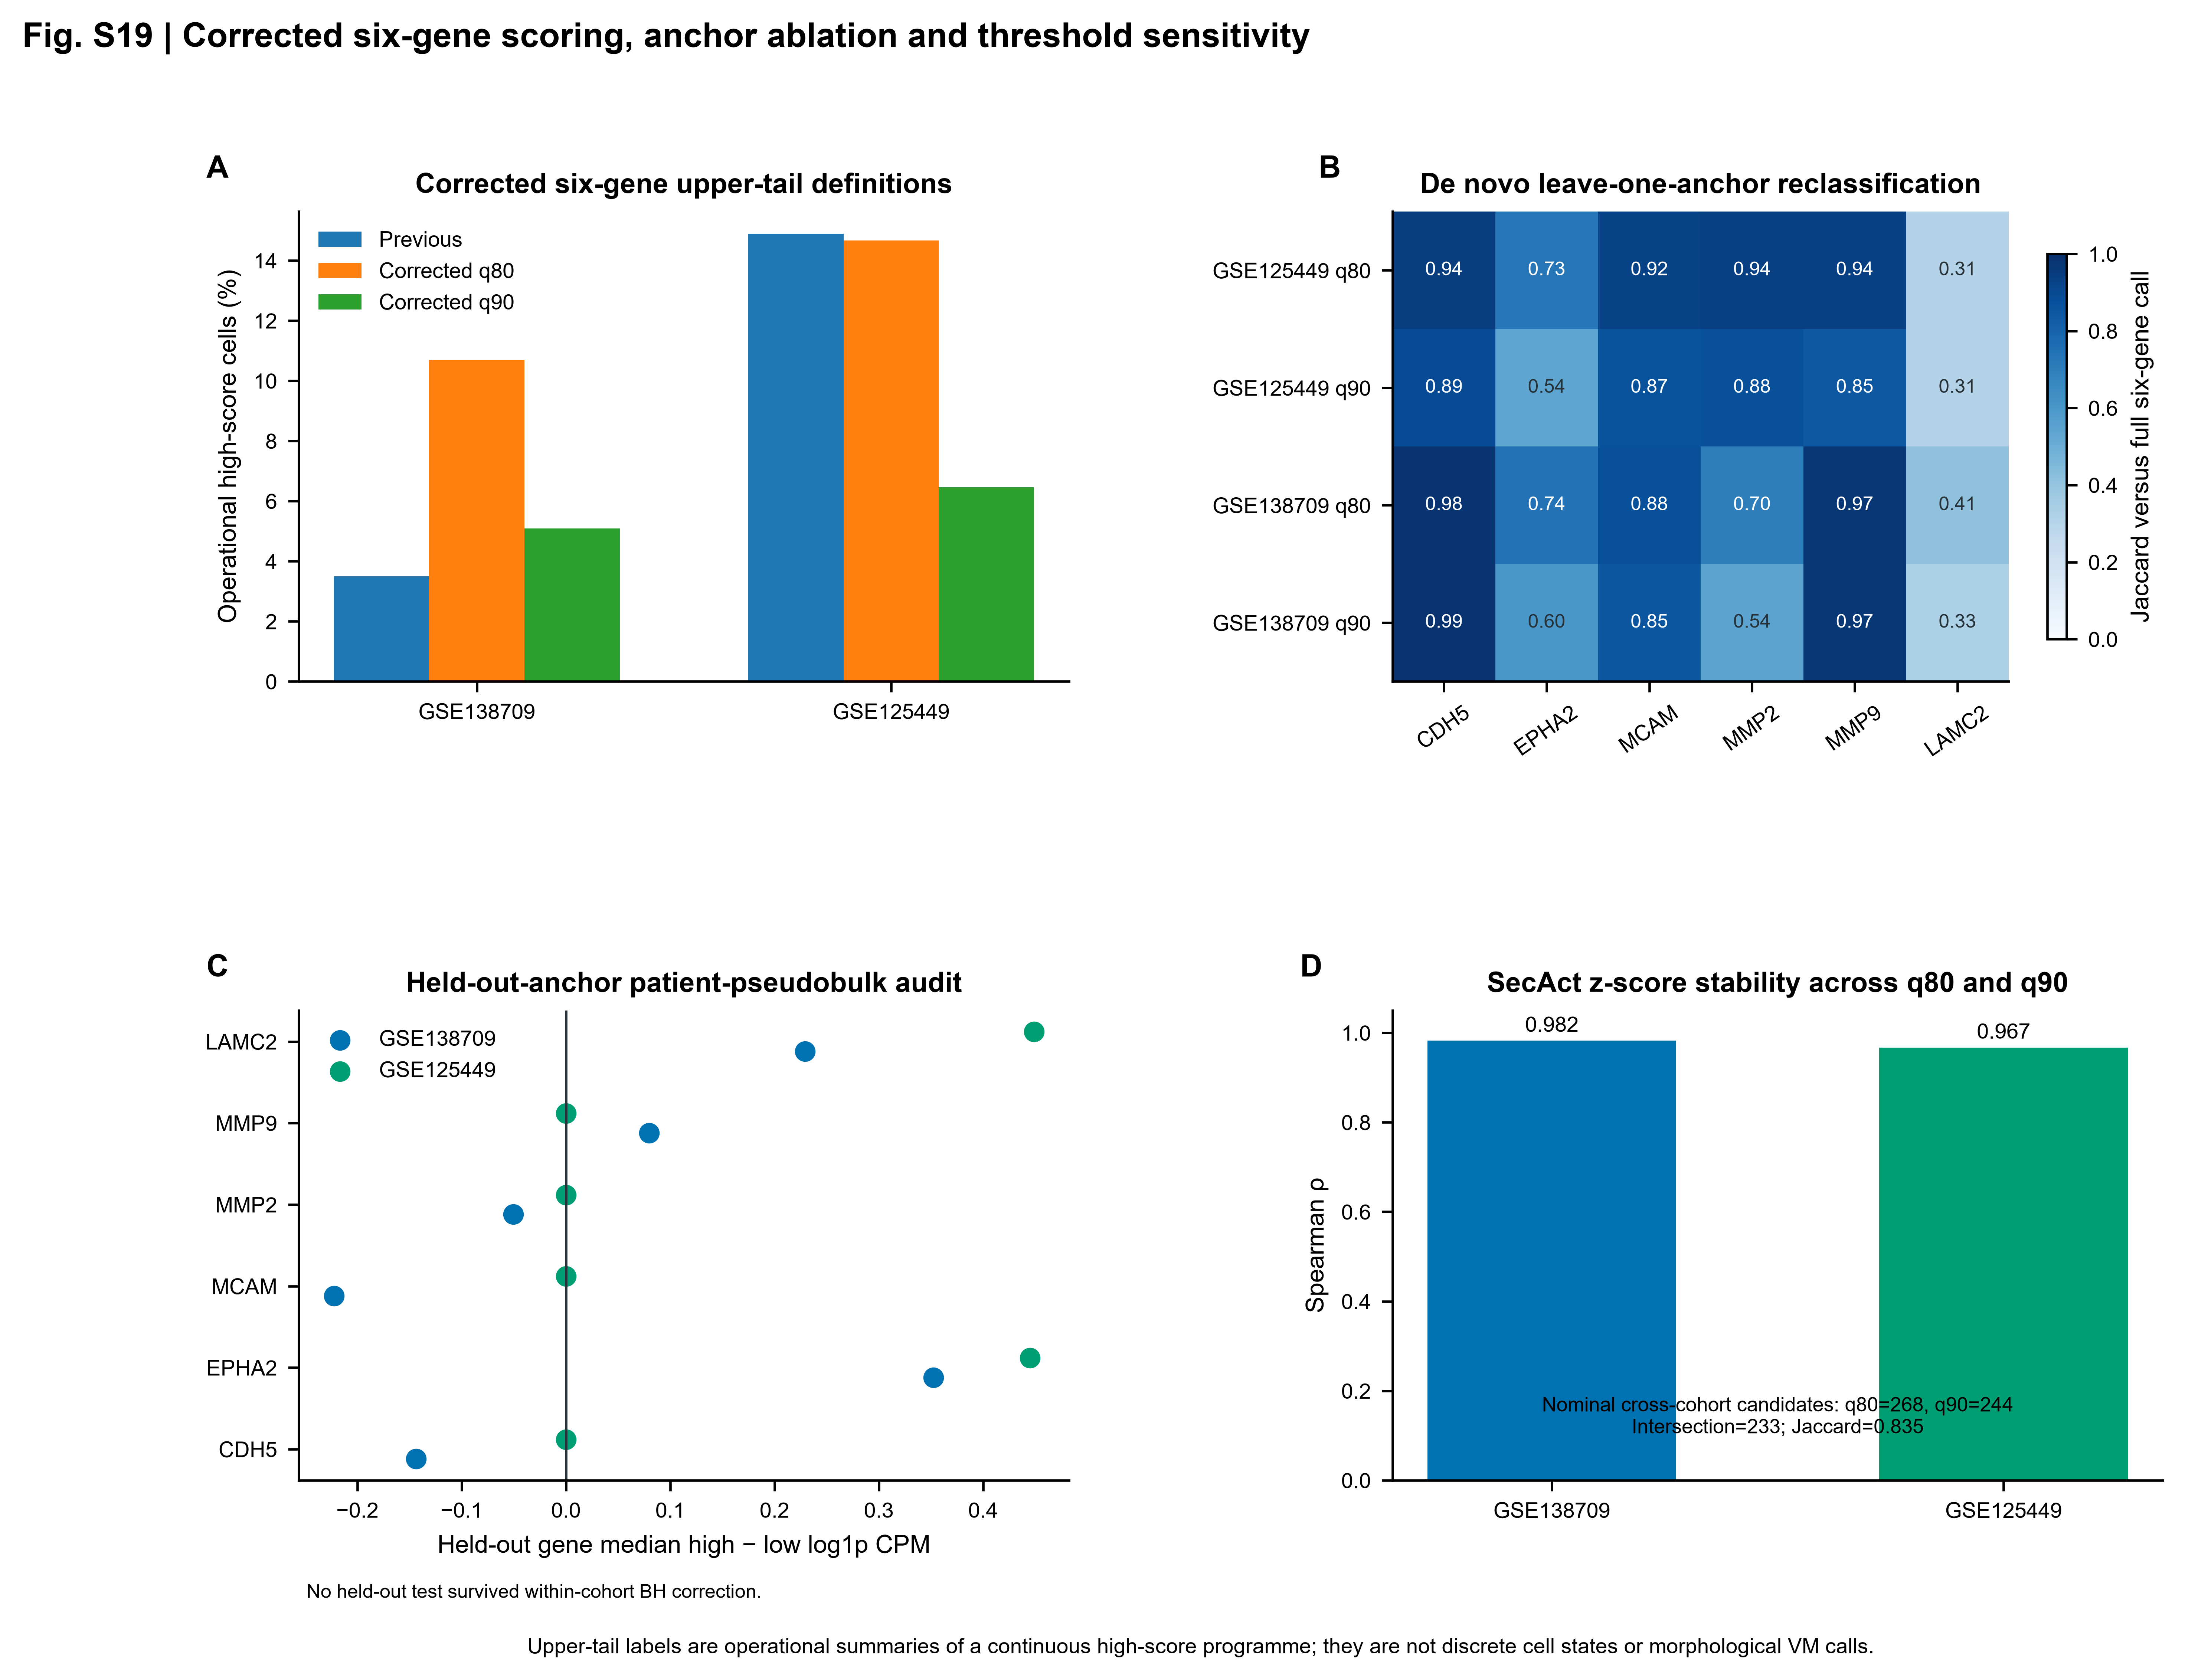 Fig. S19 | Corrected six-gene scoring, anchor ablation and threshold sensitivity
A
Corrected six-gene upper-tail definitions
Previous
Corrected q80
Corrected q90
Operational high-score cells (%)
14
12
10
8
6
4
2
0
GSE138709
GSE125449
B
De novo leave-one-anchor reclassification
GSE125449 q80
0.94 0.73 0.92 0.94 0.94 0.31
GSE125449 q90
0.89 0.54 0.87 0.88 0.85 0.31
GSE138709 q80
0.98 0.74 0.88 0.70 0.97 0.41
GSE138709 q90
0.99 0.60 0.85 0.54 0.97 0.33
CDH5
EPHA2
MCAM
MMP2
MMP9
LAMC2
1.0
0.8
0.6
0.4
0.2
0.0
Jaccard versus full six-gene call
C
Held-out-anchor patient-pseudobulk audit
GSE138709
GSE125449
LAMC2
MMP9
MMP2
MCAM
EPHA2
CDH5
−0.2 −0.1 0.0 0.1 0.2 0.3 0.4
Held-out gene median high − low log1p CPM
No held-out test survived within-cohort BH correction.
D
SecAct z-score stability across q80 and q90
0.982
0.967
Spearman ρ
1.0
0.8
0.6
0.4
0.2
0.0
Nominal cross-cohort candidates: q80=268, q90=244
Intersection=233; Jaccard=0.835
GSE138709
GSE125449
Upper-tail labels are operational summaries of a continuous high-score programme; they are not discrete cell states or morphological VM calls.